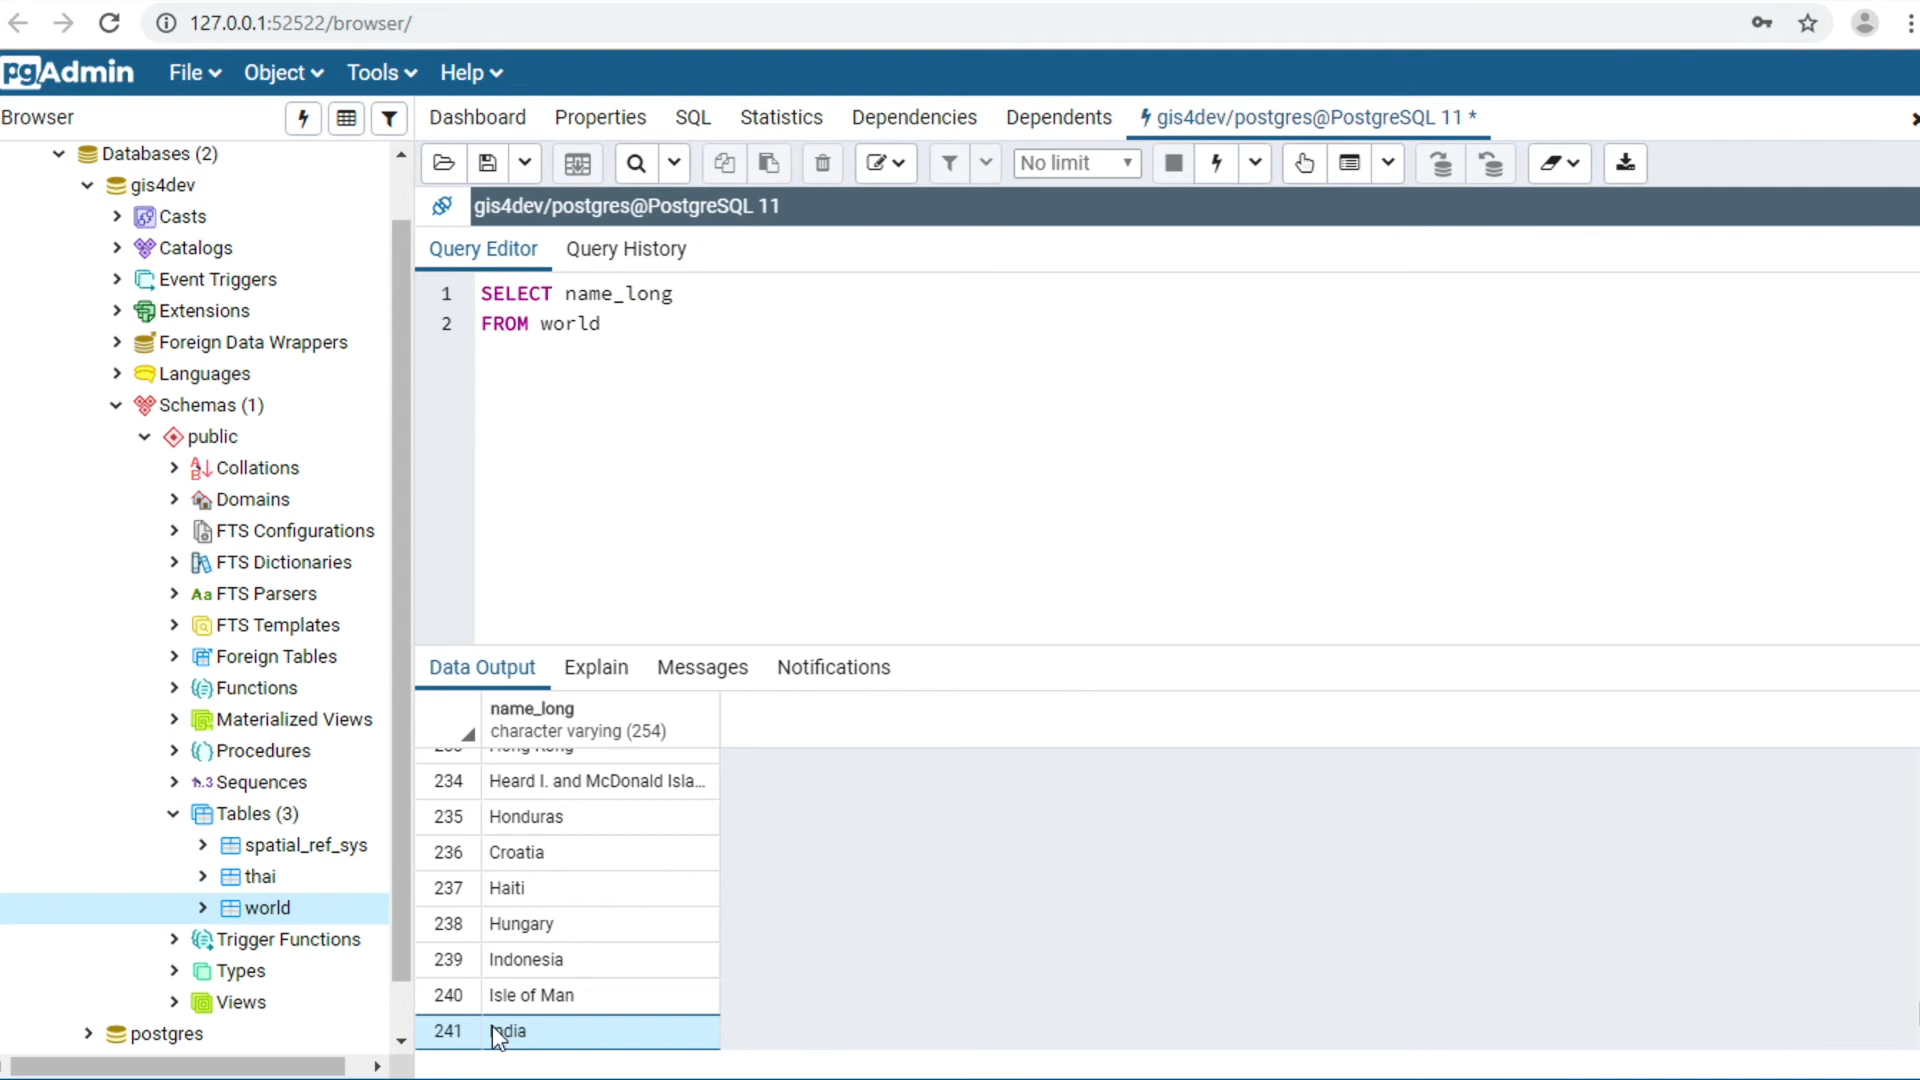 127.0.0.1:52522/browser/
pgAdmin File Object Tools Help
Browser
Dashboard Properties SQL Statistics Dependencies Dependents gis4dev/postgres@PostgreSQL 11 *
No limit
gis4dev/postgres@PostgreSQL 11
Query Editor Query History
1 SELECT name_long
2 FROM world
Databases (2)
gis4dev
Casts
Catalogs
Event Triggers
Extensions
Foreign Data Wrappers
Languages
Schemas (1)
public
Collations
Domains
FTS Configurations
FTS Dictionaries
Aa FTS Parsers
FTS Templates
Foreign Tables
Functions
Materialized Views
Procedures
Sequences
Tables (3)
spatial_ref_sys
thai
world
Trigger Functions
Types
Views
postgres
Data Output Explain Messages Notifications
name_long
character varying (254)
234 Heard I. and McDonald Isla...
235 Honduras
236 Croatia
237 Haiti
238 Hungary
239 Indonesia
240 Isle of Man
241 India